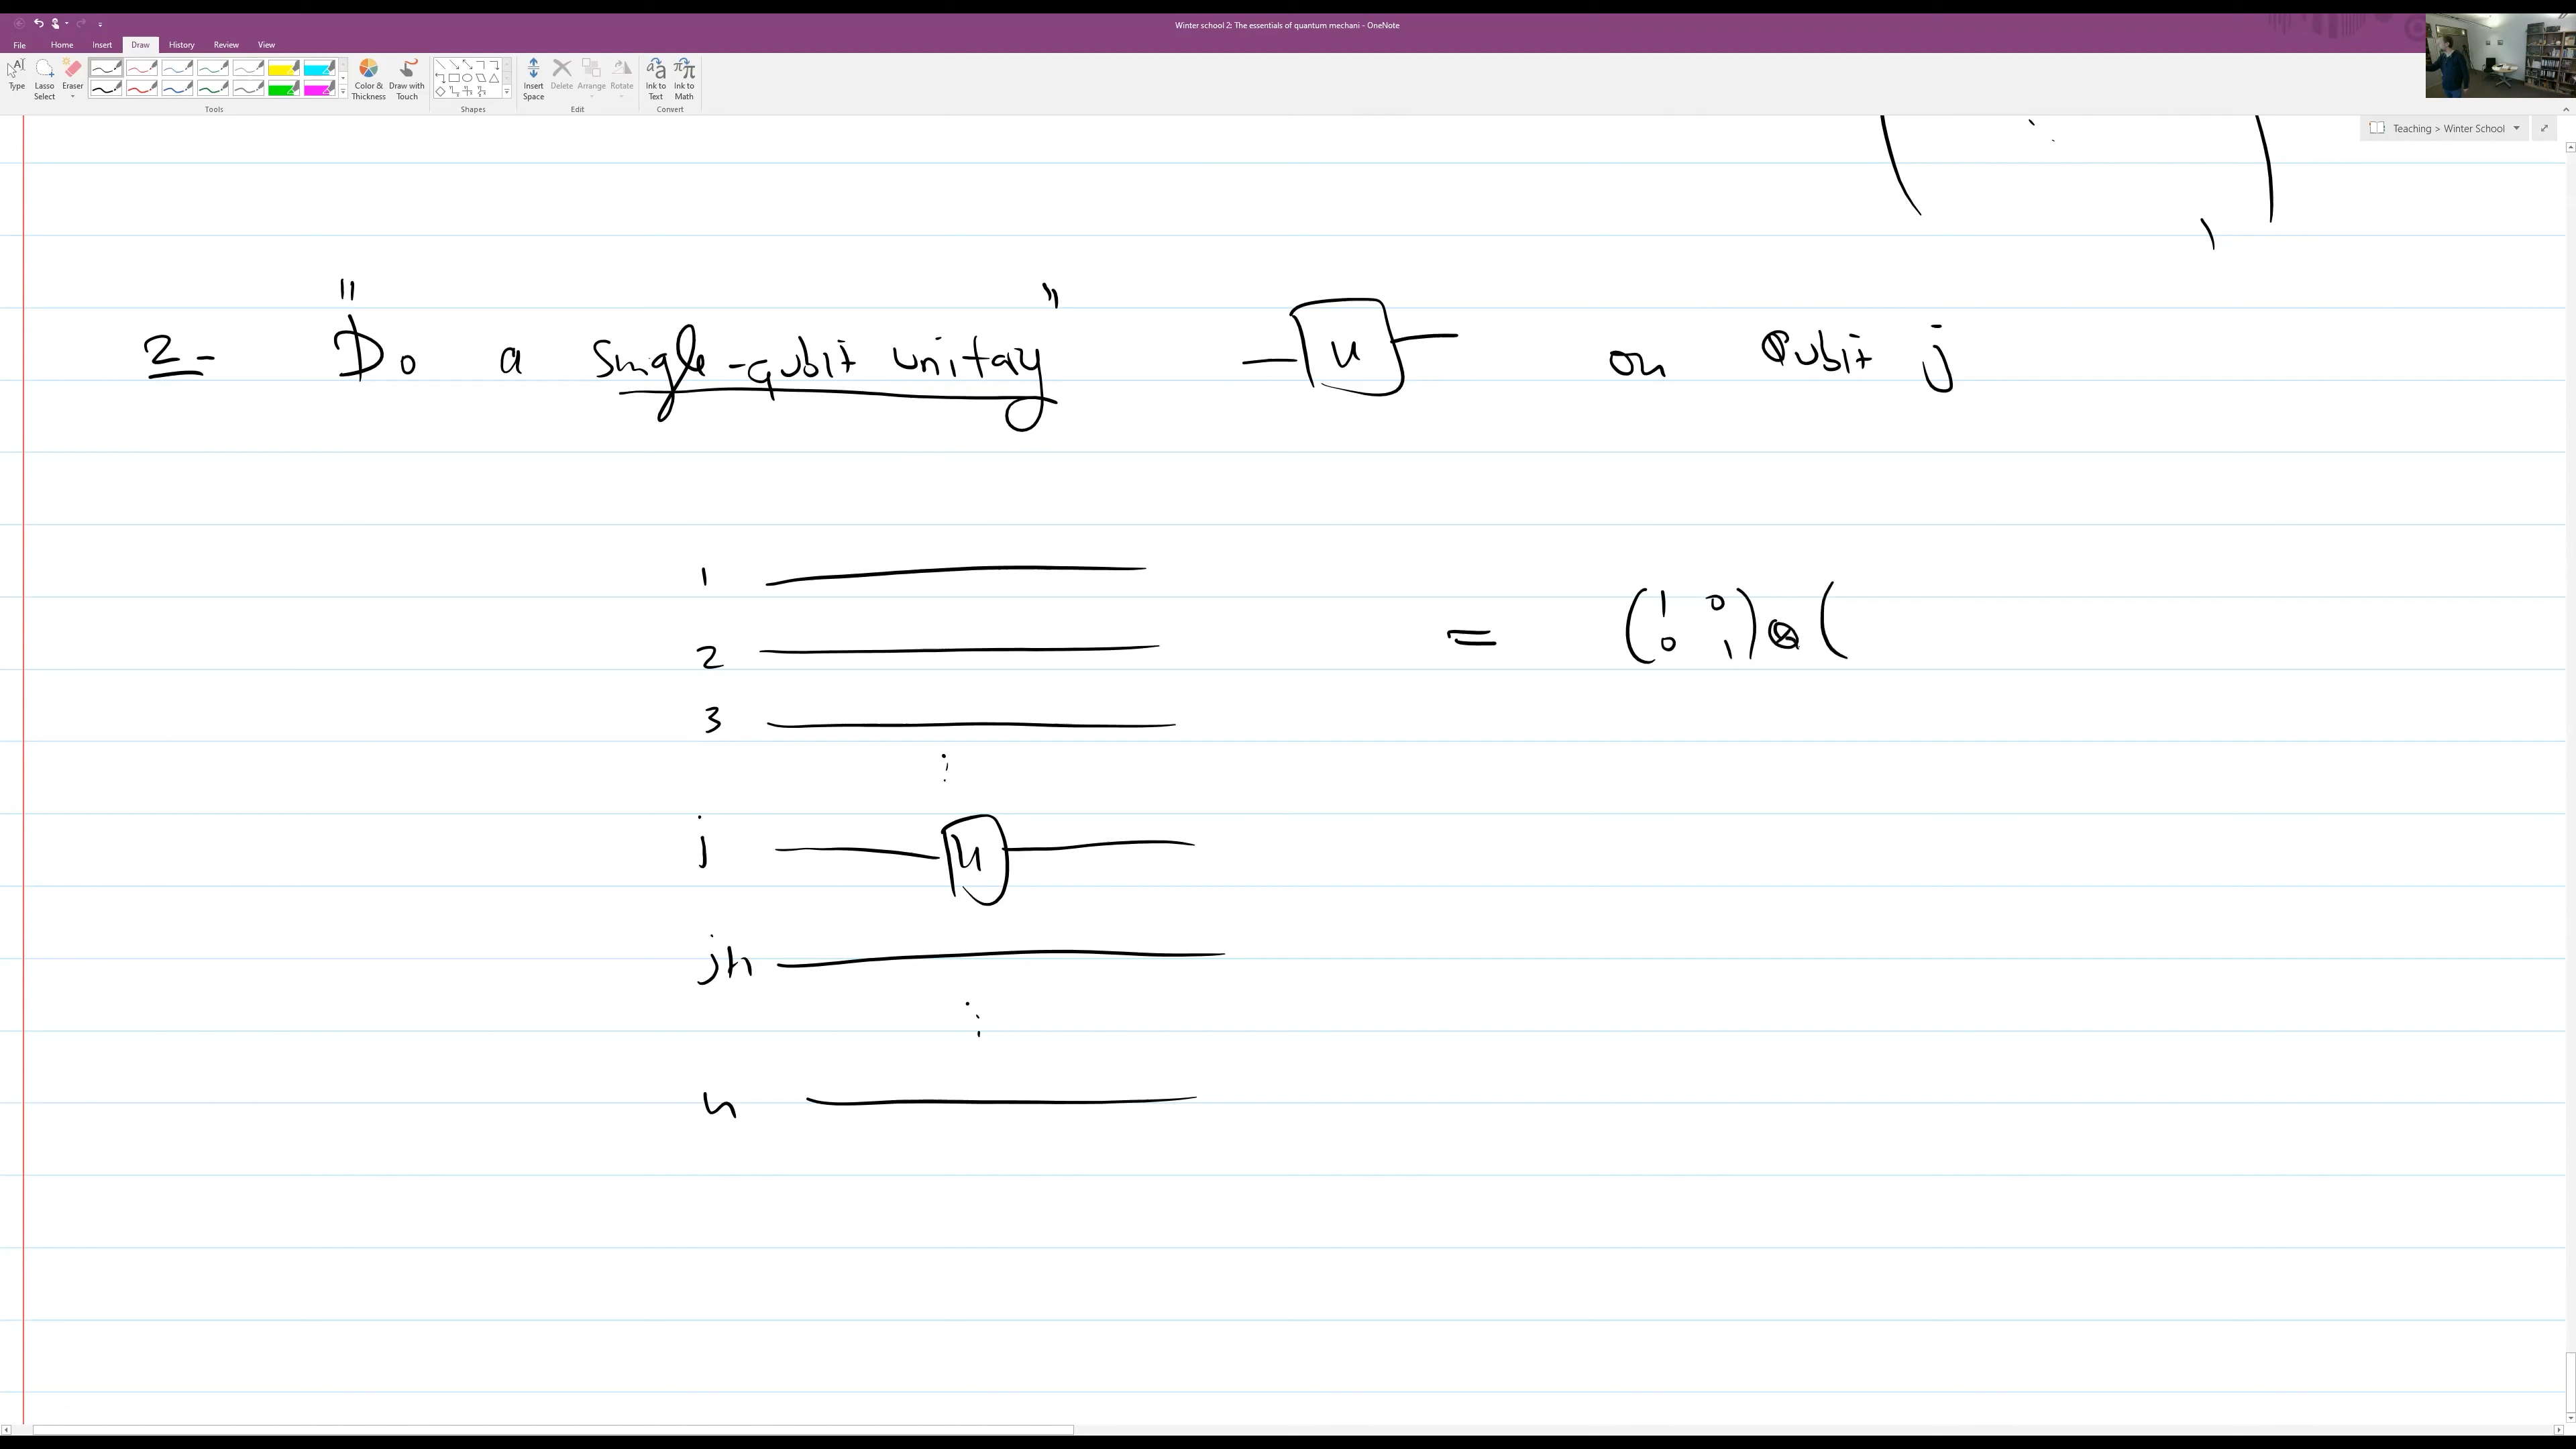 Winter school 2: The essentials of quantum mechani - OneNote
File Home Insert Draw History Review View
Type Lasso Select Eraser Color & Thickness Draw with Touch Insert Space Delete Arrange Rotate Ink to Text Ink to Math
Tools Shapes Edit Convert
Teaching > Winter School
2- "Do a single-qubit unitay" U on Qubit j
1
= (1 0 0 1) ⊗ (
2
3
⋮
j U
j+1
⋮
n